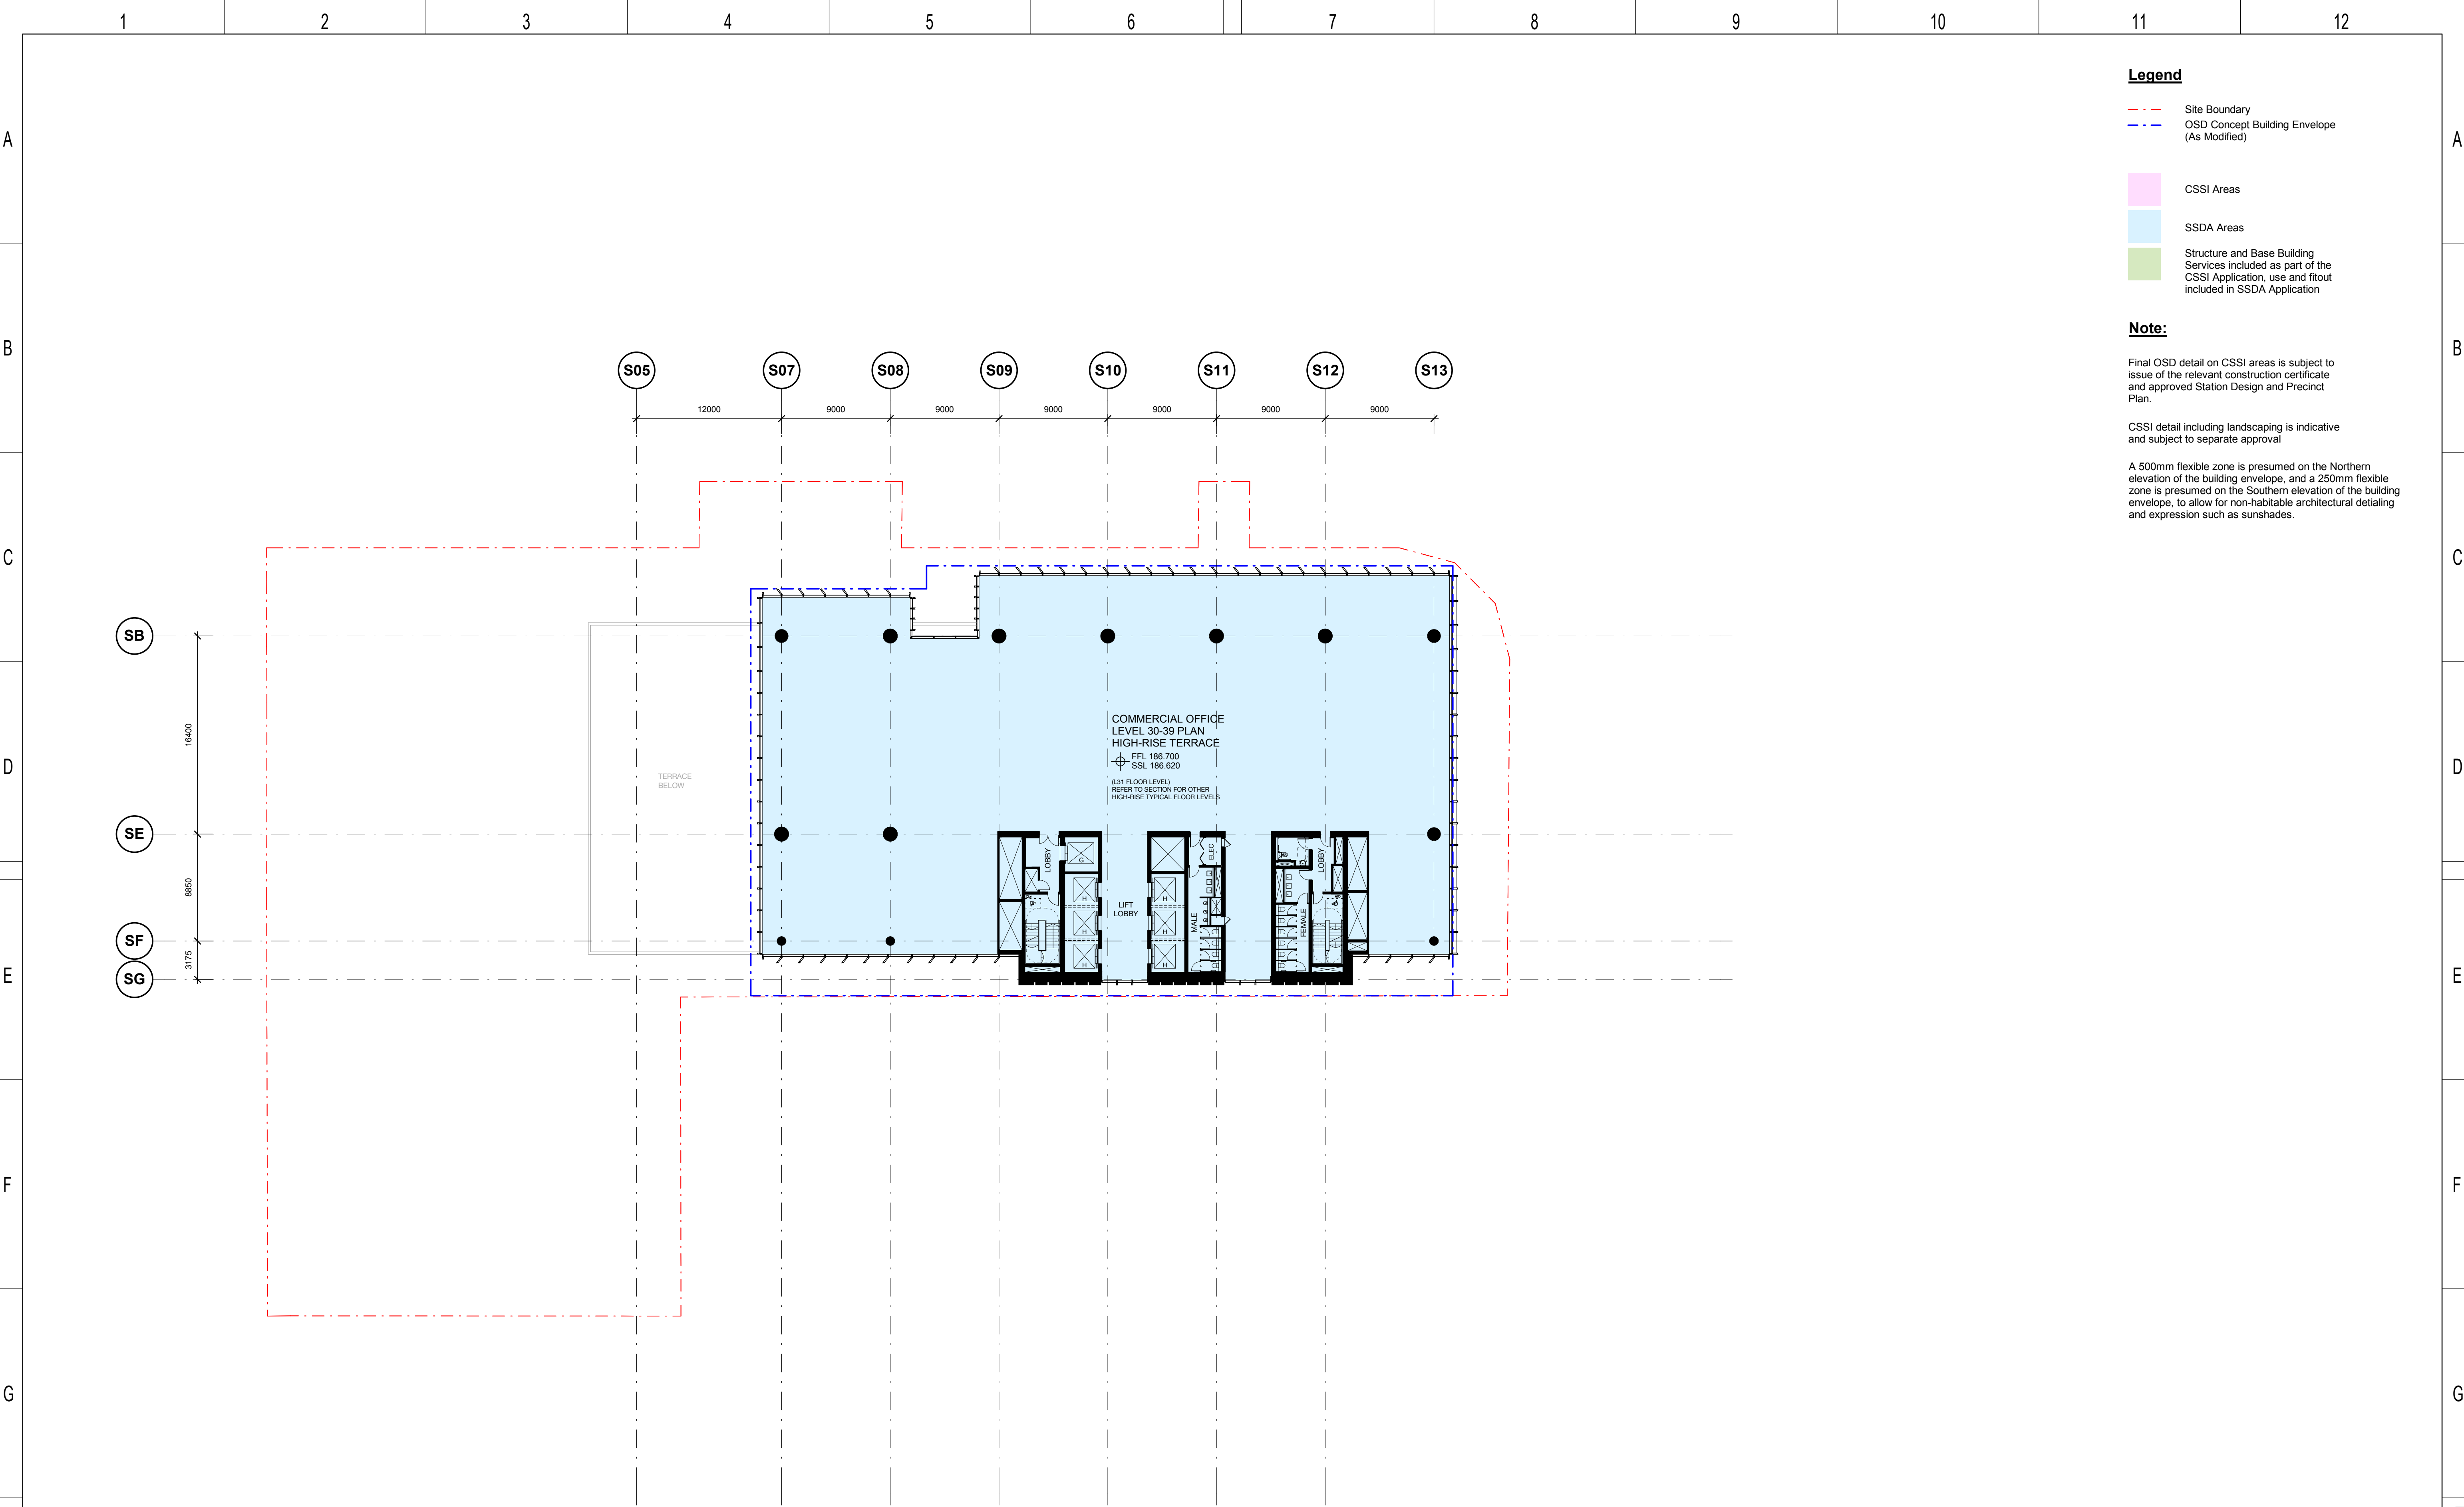 1 2 3 4 5 6 7 8 9 10 11 12
Legend
Site Boundary
OSD Concept Building Envelope
(As Modified)
A A
CSSI Areas
SSDA Areas
Structure and Base Building
Services included as part of the
CSSI Application, use and fitout
included in SSDA Application
Note:
B B
Final OSD detail on CSSI areas is subject to
issue of the relevant construction certificate
and approved Station Design and Precinct
Plan.
CSSI detail including landscaping is indicative
and subject to separate approval
A 500mm flexible zone is presumed on the Northern
elevation of the building envelope, and a 250mm flexible
zone is presumed on the Southern elevation of the building
envelope, to allow for non-habitable architectural detialing
and expression such as sunshades.
S05 S07 S08 S09 S10 S11 S12 S13
12000 9000 9000 9000 9000 9000 9000
C C
SB
16400
COMMERCIAL OFFICE
LEVEL 30-39 PLAN
HIGH-RISE TERRACE
FFL 186.700
SSL 186.620
(L31 FLOOR LEVEL)
REFER TO SECTION FOR OTHER
HIGH-RISE TYPICAL FLOOR LEVELS
D D
TERRACE
BELOW
SE
LOBBY
G
ELEC
LOBBY
8850
H H
LIFT
LOBBY
MALE
FEMALE
H H
SF
3175
H H
SG
E E
F F
G G